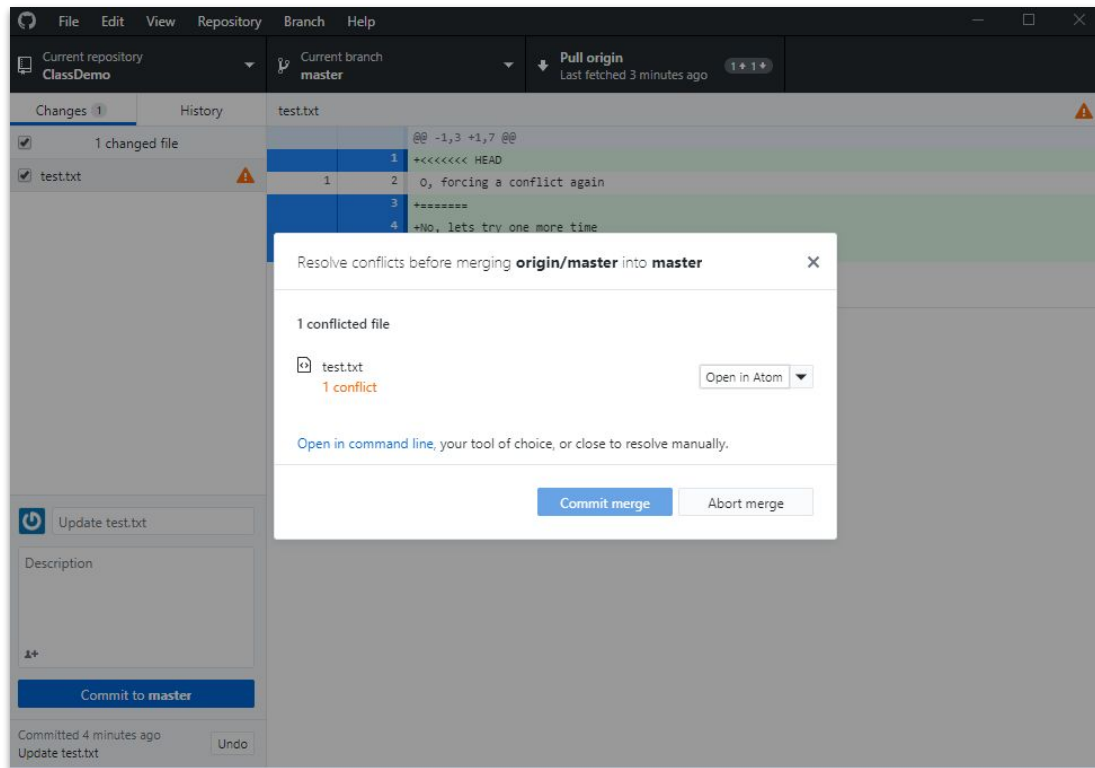 File Edit View Repository Branch Help
Current repository
ClassDemo
Current branch
master
Pull origin
Last fetched 3 minutes ago
1 1
Changes 1 History
test.txt
1 changed file
test.txt
@@ -1,3 +1,7 @@
1 +<<<<<<< HEAD
1 2 O, forcing a conflict again
3 +=======
4 +No, lets try one more time
Resolve conflicts before merging origin/master into master
1 conflicted file
test.txt
1 conflict
Open in Atom
Open in command line, your tool of choice, or close to resolve manually.
Commit merge Abort merge
Update test.txt
Description
Commit to master
Committed 4 minutes ago
Update test.txt
Undo